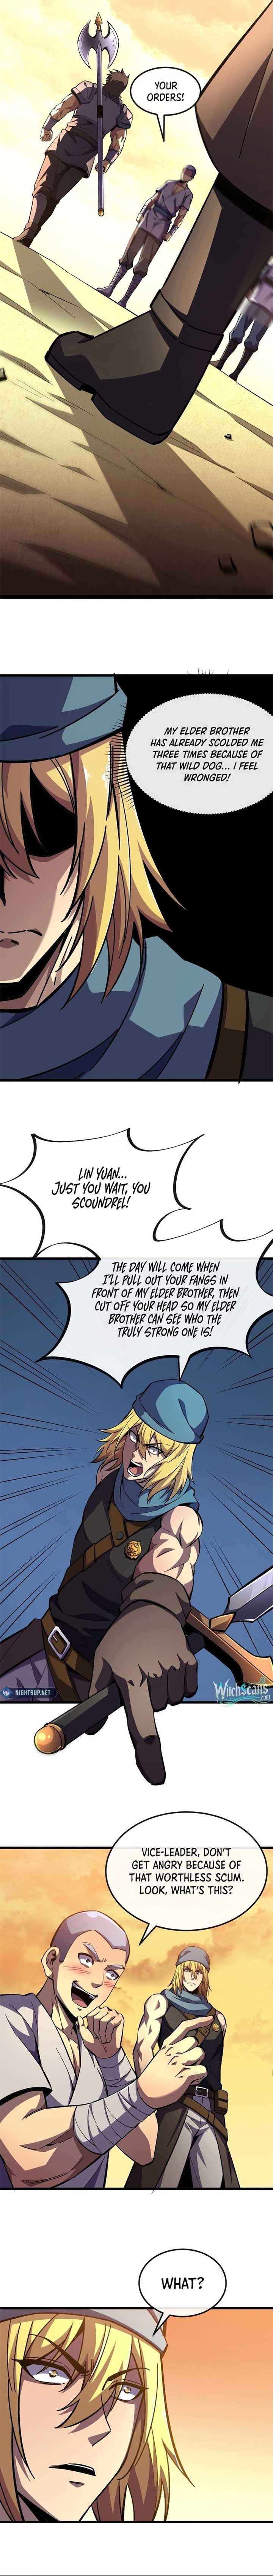 YOUR
ORDERS!
MY ELDER BROTHER
HAS ALREADY SCOLDED ME
THREE TIMES BECAUSE OF
THAT WILD DOG... I FEEL
WRONGED!
LIN YUAN...
JUST YOU WAIT, YOU
SCOUNDREL!
THE DAY WILL COME WHEN
I'LL PULL OUT YOUR FANGS IN
FRONT OF MY ELDER BROTHER, THEN
CUT OFF YOUR HEAD SO MY ELDER
BROTHER CAN SEE WHO THE
TRULY STRONG ONE IS!
NIGHTSUP.NET
WitchScans
.com
VICE-LEADER, DON'T
GET ANGRY BECAUSE OF
THAT WORTHLESS SCUM.
LOOK, WHAT'S THIS?
WHAT?